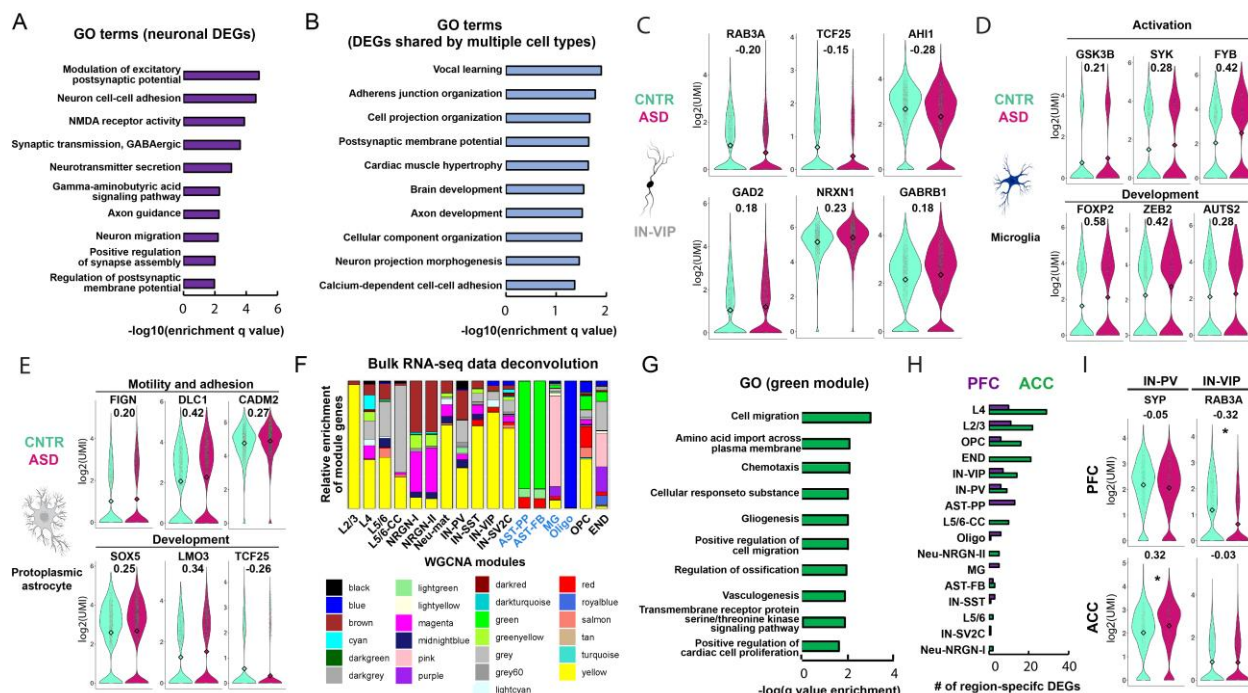 A
GO terms (neuronal DEGs)
Modulation of excitatory
postsynaptic potential
Neuron cell-cell adhesion
NMDA receptor activity
Synaptic transmission, GABAergic
Neurotransmitter secretion
Gamma-aminobutyric acid
signaling pathway
Axon guidance
Neuron migration
Positive regulation
of synapse assembly
Regulation of postsynaptic
membrane potential
0 2 4 6
-log10(enrichment q value)
B
GO terms
(DEGs shared by multiple cell types)
Vocal learning
Adherens junction organization
Cell projection organization
Postsynaptic membrane potential
Cardiac muscle hypertrophy
Brain development
Axon development
Cellular component organization
Neuron projection morphogenesis
Calcium-dependent cell-cell adhesion
0 1 2
-log10(enrichment q value)
C
CNTR
ASD
IN-VIP
log2(UMI)
RAB3A TCF25 AHI1
-0.20 -0.15 -0.28
log2(UMI)
GAD2 NRXN1 GABRB1
0.18 0.23 0.18
D
Activation
CNTR
ASD
Microglia
log2(UMI)
GSK3B SYK FYB
0.21 0.28 0.42
Development
log2(UMI)
FOXP2 ZEB2 AUTS2
0.58 0.42 0.28
E
Motility and adhesion
CNTR
ASD
log2(UMI)
FIGN DLC1 CADM2
0.20 0.42 0.27
Development
Protoplasmic
astrocyte
log2(UMI)
SOX5 LMO3 TCF25
0.25 0.34 -0.26
F
Bulk RNA-seq data deconvolution
Relative enrichment
of module genes
L2/3 L4 L5/6 L5/6-CC NRGN-I NRGN-II Neu-mat IN-PV IN-SST IN-VIP IN-SV2C AST-PP AST-FB MG Oligo OPC END
WGCNA modules
black lightgreen darkred red
blue lightyellow darkturquoise royalblue
brown magenta green salmon
cyan midnightblue greenyellow tan
darkgreen pink grey turquoise
darkgrey purple grey60 yellow
lightcyan
G
GO (green module)
Cell migration
Amino acid import across
plasma membrane
Chemotaxis
Cellular responseto substance
Gliogenesis
Positive regulation
of cell migration
Regulation of ossification
Vasculogenesis
Transmembrane receptor protein
serine/threonine kinase
signaling pathway
Positive regulation of
cardiac cell proliferation
0 2 4
-log(q value enrichment)
H
PFC ACC
L4
L2/3
OPC
END
IN-VIP
IN-PV
AST-PP
L5/6-CC
Oligo
Neu-NRGN-II
MG
AST-FB
IN-SST
L5/6
IN-SV2C
Neu-NRGN-I
0 20 40
# of region-specifc DEGs
I
IN-PV IN-VIP
SYP RAB3A
-0.05 -0.32
*
PFC
log2(UMI)
0.32 -0.03
*
ACC
log2(UMI)